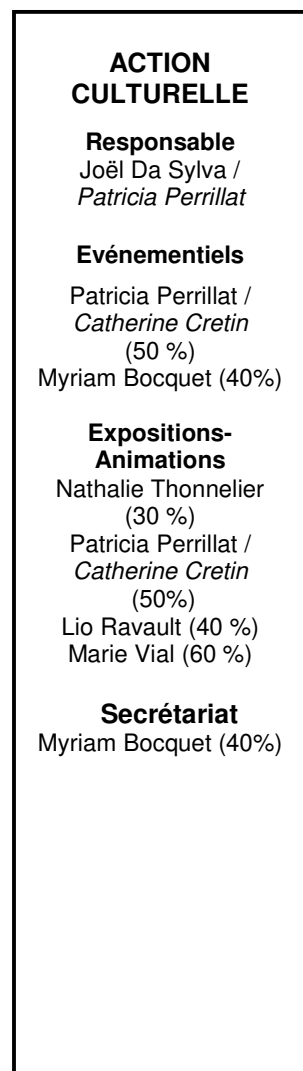 ACTION
CULTURELLE
Responsable
Joël Da Sylva /
Patricia Perrillat
Evénementiels
Patricia Perrillat /
Catherine Cretin
(50 %)
Myriam Bocquet (40%)
Expositions-
Animations
Nathalie Thonnelier
(30 %)
Patricia Perrillat /
Catherine Cretin
(50%)
Lio Ravault (40 %)
Marie Vial (60 %)
Secrétariat
Myriam Bocquet (40%)